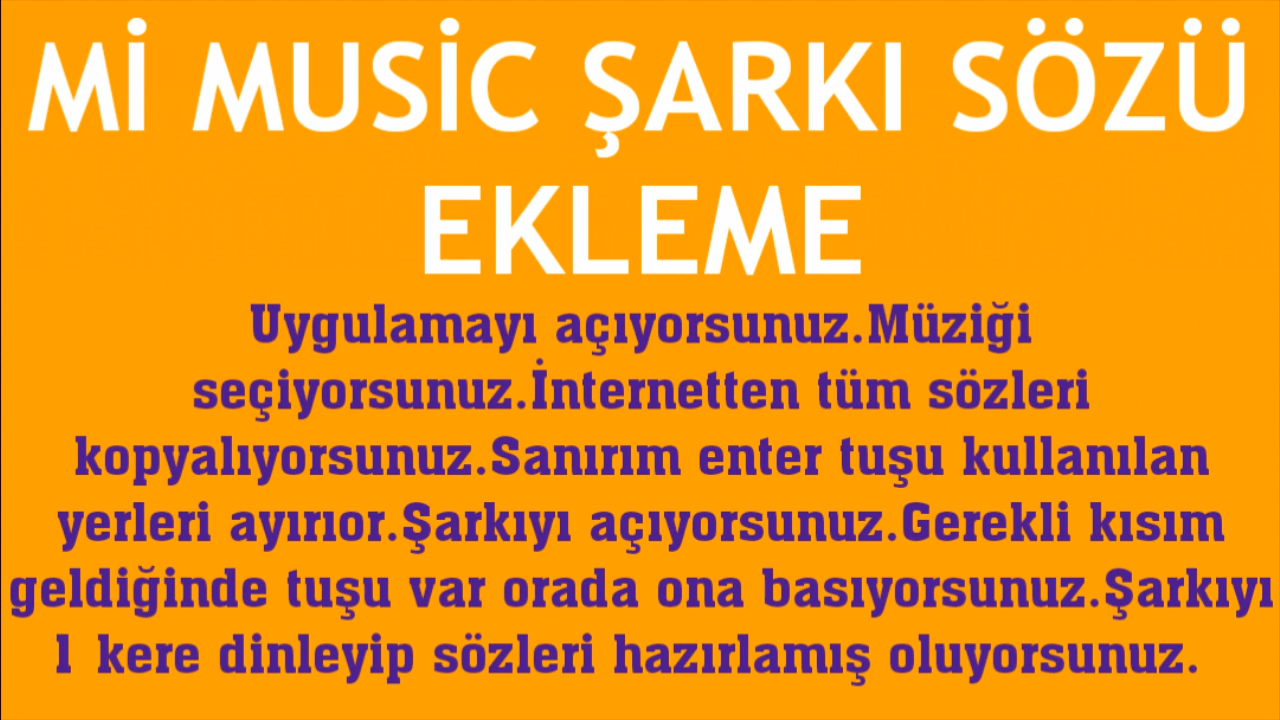 Mİ MUSİC ŞARKI SÖZÜ
EKLEME
Uygulamayı açıyorsunuz.Müziği
seçiyorsunuz.İnternetten tüm sözleri
kopyalıyorsunuz.Sanırım enter tuşu kullanılan
yerleri ayırıor.Şarkıyı açıyorsunuz.Gerekli kısım
geldiğinde tuşu var orada ona basıyorsunuz.Şarkıyı
1 kere dinleyip sözleri hazırlamış oluyorsunuz.